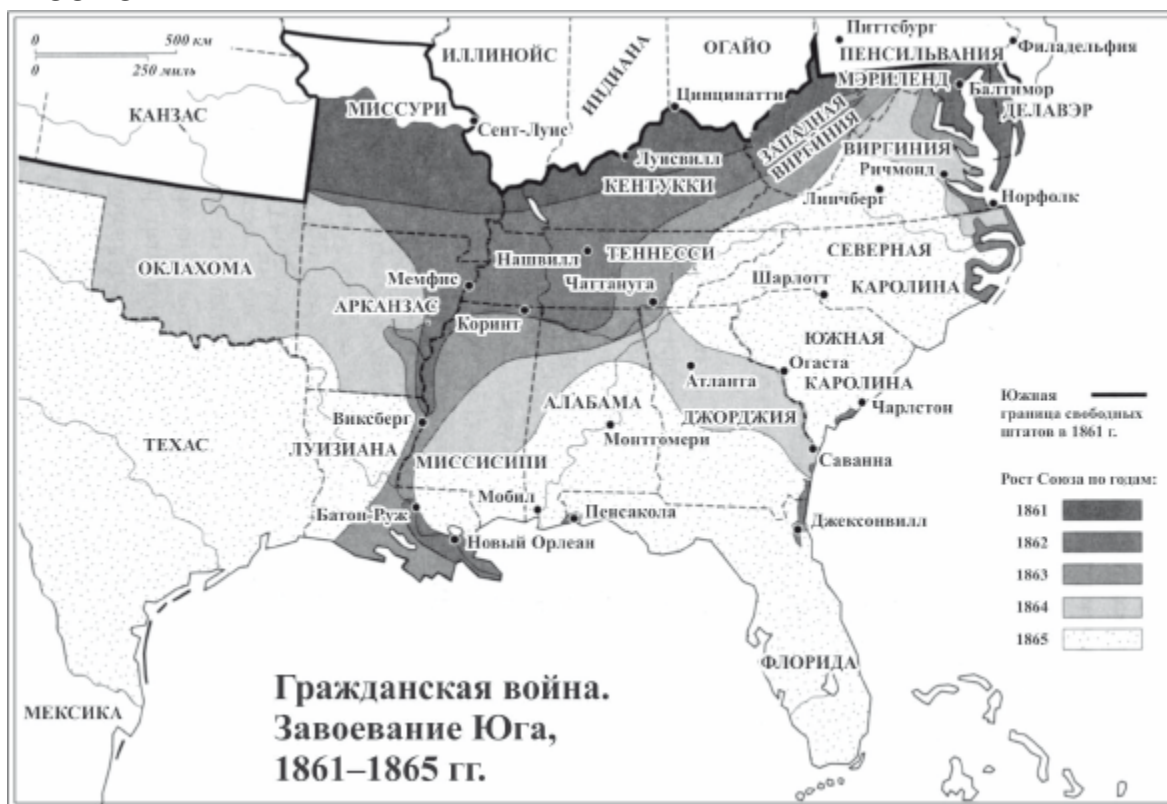 0 500 км
0 250 миль
ИЛЛИНОЙС
ИНДИАНА
ОГАЙО
Питтсбург
ПЕНСИЛЬВАНИЯ
Филадельфия
МЭРИЛЕНД
Балтимор
ДЕЛАВЭР
КАНЗАС
МИССУРИ
Сент-Луис
Цинцинатти
ЗАПАДНАЯ
ВИРГИНИЯ
ВИРГИНИЯ
Луисвилл
КЕНТУККИ
Ричмонд
Линчберг
Норфолк
ОКЛАХОМА
Нашвилл
ТЕННЕССИ
СЕВЕРНАЯ
КАРОЛИНА
Мемфис
Чаттануга
Шарлотт
АРКАНЗАС
Коринт
ЮЖНАЯ
КАРОЛИНА
Атланта
Огаста
Чарлстон
ТЕХАС
Виксберг
ЛУИЗИАНА
МИССИСИПИ
АЛАБАМА
Монтгомери
ДЖОРДЖИЯ
Саванна
Батон-Руж
Мобил
Пенсакола
Джексонвилл
Новый Орлеан
ФЛОРИДА
МЕКСИКА
Южная
граница свободных
штатов в 1861 г.
Рост Союза по годам:
1861
1862
1863
1864
1865
Гражданская война.
Завоевание Юга,
1861–1865 гг.